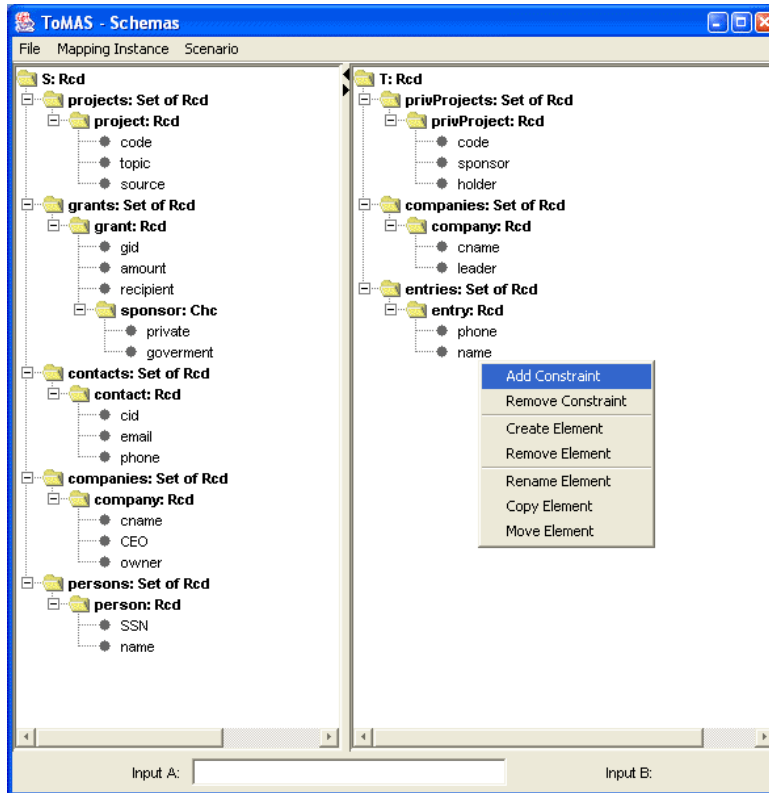 ToMAS - Schemas
File Mapping Instance Scenario
S: Rcd
projects: Set of Rcd
project: Rcd
code
topic
source
grants: Set of Rcd
grant: Rcd
gid
amount
recipient
sponsor: Chc
private
goverment
contacts: Set of Rcd
contact: Rcd
cid
email
phone
companies: Set of Rcd
company: Rcd
cname
CEO
owner
persons: Set of Rcd
person: Rcd
SSN
name
T: Rcd
privProjects: Set of Rcd
privProject: Rcd
code
sponsor
holder
companies: Set of Rcd
company: Rcd
cname
leader
entries: Set of Rcd
entry: Rcd
phone
name
Add Constraint
Remove Constraint
Create Element
Remove Element
Rename Element
Copy Element
Move Element
Input A: Input B: